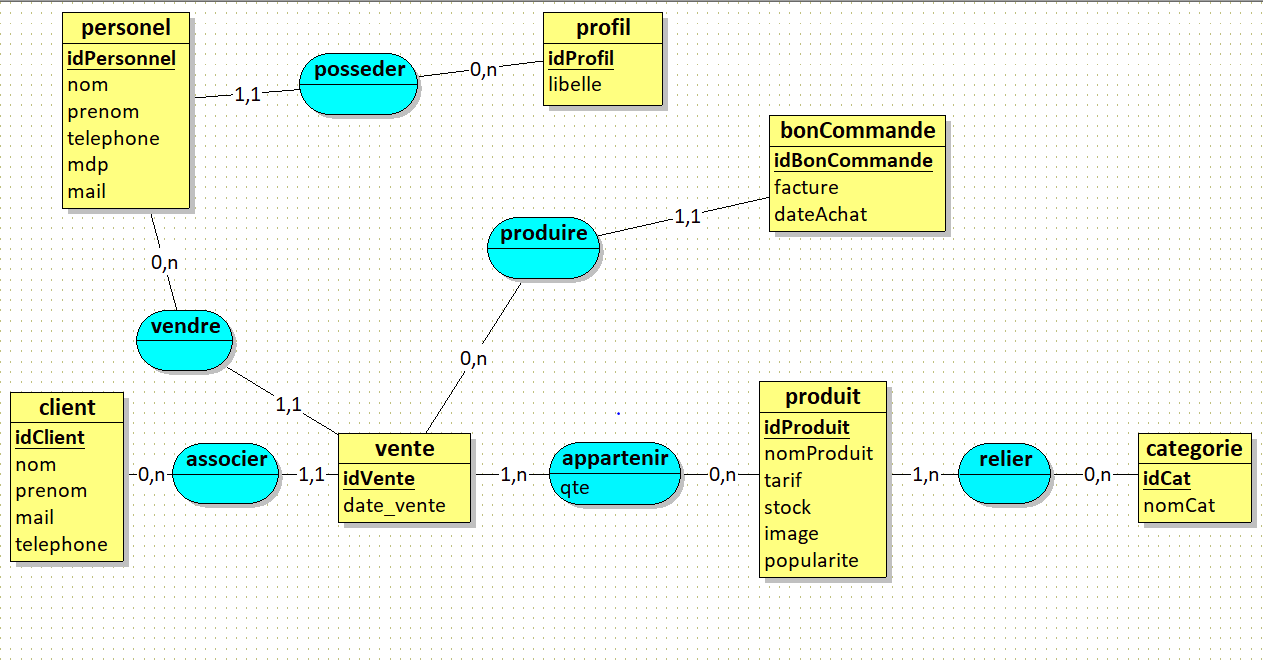 personel
idPersonnel
nom
prenom
telephone
mdp
mail
posseder
1,1
0,n
profil
idProfil
libelle
bonCommande
idBonCommande
facture
dateAchat
produire
1,1
0,n
0,n
vendre
1,1
client
idClient
nom
prenom
mail
telephone
0,n
associer
1,1
vente
idVente
date_vente
1,n
appartenir
qte
0,n
produit
idProduit
nomProduit
tarif
stock
image
popularite
1,n
relier
0,n
categorie
idCat
nomCat